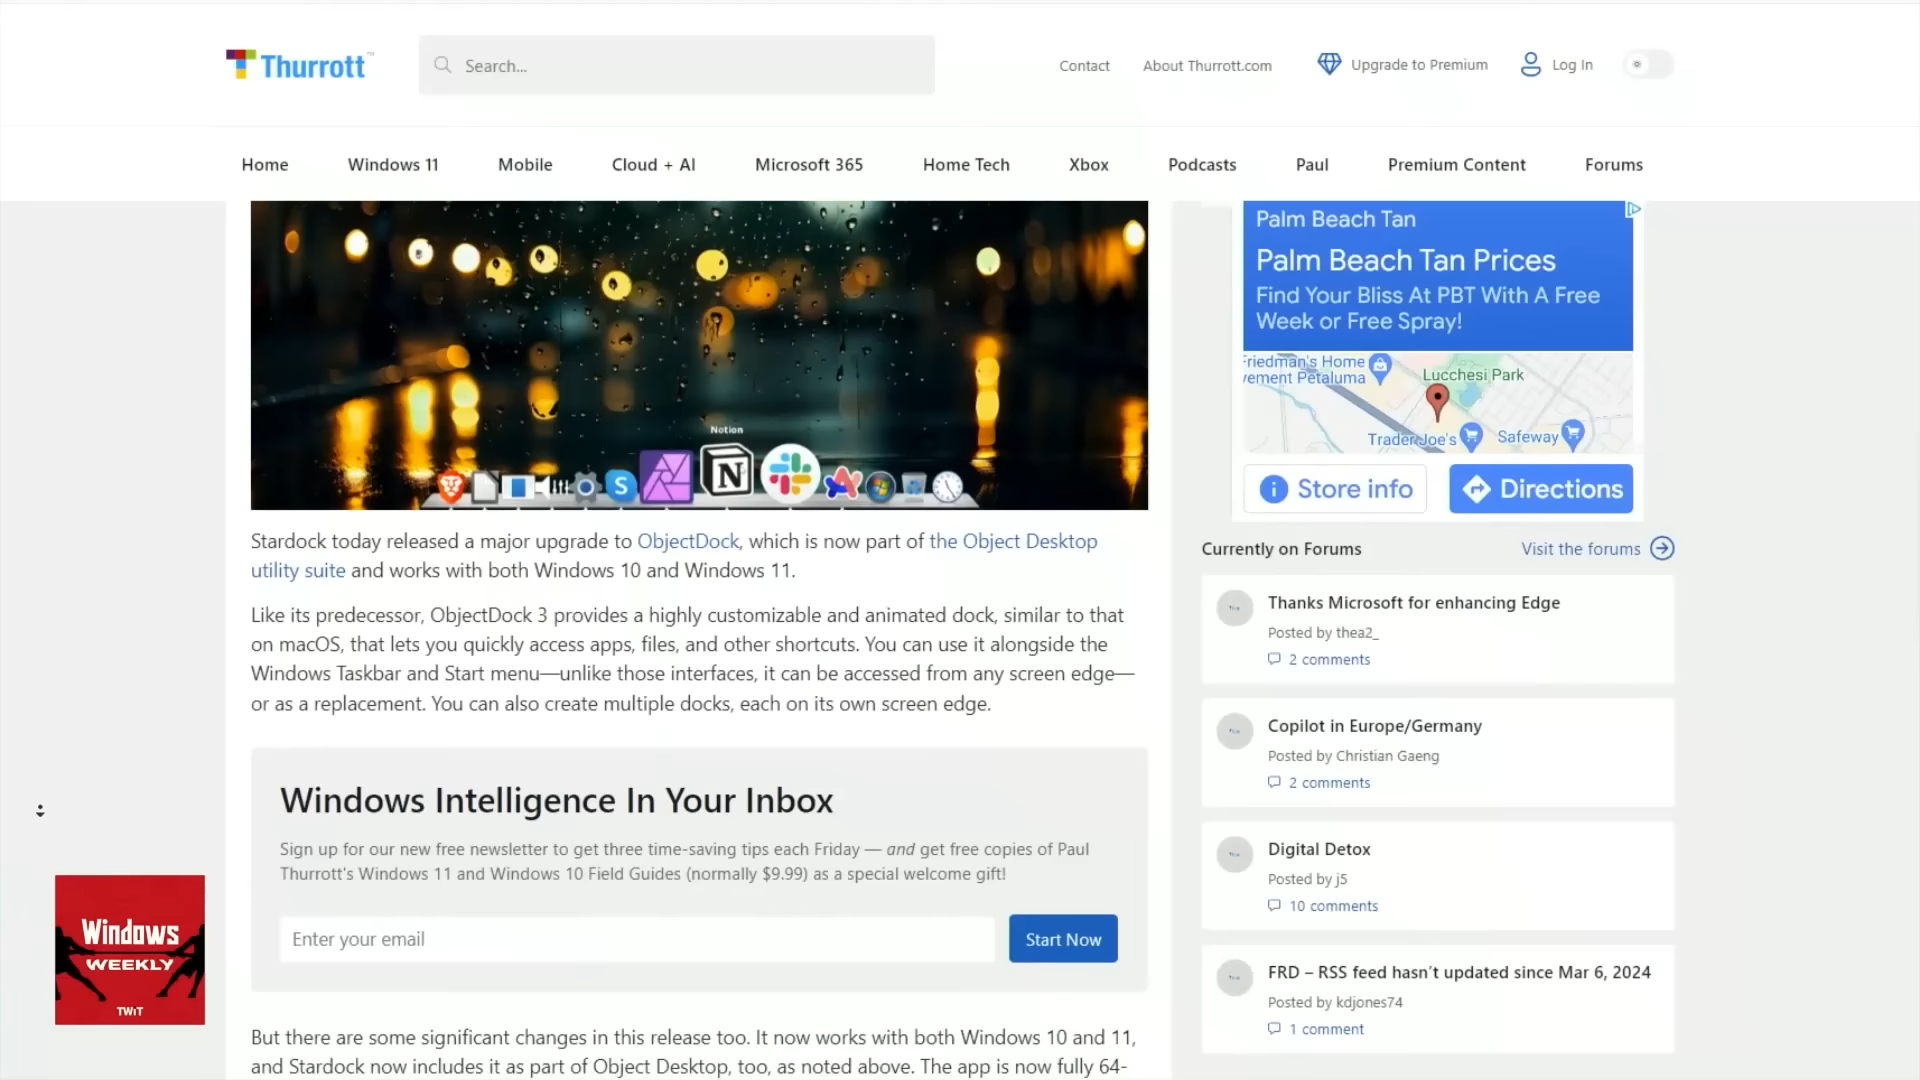 Thurrott
Search...
Contact
About Thurrott.com
Upgrade to Premium
Log In
Home
Windows 11
Mobile
Cloud + AI
Microsoft 365
Home Tech
Xbox
Podcasts
Paul
Premium Content
Forums
Notion
N
S
Stardock today released a major upgrade to ObjectDock, which is now part of the Object Desktop
utility suite and works with both Windows 10 and Windows 11.
Like its predecessor, ObjectDock 3 provides a highly customizable and animated dock, similar to that
on macOS, that lets you quickly access apps, files, and other shortcuts. You can use it alongside the
Windows Taskbar and Start menu—unlike those interfaces, it can be accessed from any screen edge—
or as a replacement. You can also create multiple docks, each on its own screen edge.
Windows Intelligence In Your Inbox
Sign up for our new free newsletter to get three time-saving tips each Friday — and get free copies of Paul
Thurrott's Windows 11 and Windows 10 Field Guides (normally $9.99) as a special welcome gift!
Enter your email
Start Now
But there are some significant changes in this release too. It now works with both Windows 10 and 11,
and Stardock now includes it as part of Object Desktop, too, as noted above. The app is now fully 64-
Palm Beach Tan
Palm Beach Tan Prices
Find Your Bliss At PBT With A Free
Week or Free Spray!
Friedman's Home
vement Petaluma
Lucchesi Park
Trader Joe's
Safeway
Store info
Directions
Currently on Forums
Visit the forums
Thanks Microsoft for enhancing Edge
Posted by thea2_
2 comments
Copilot in Europe/Germany
Posted by Christian Gaeng
2 comments
Digital Detox
Posted by j5
10 comments
FRD – RSS feed hasn't updated since Mar 6, 2024
Posted by kdjones74
1 comment
Windows
WEEKLY
TWiT